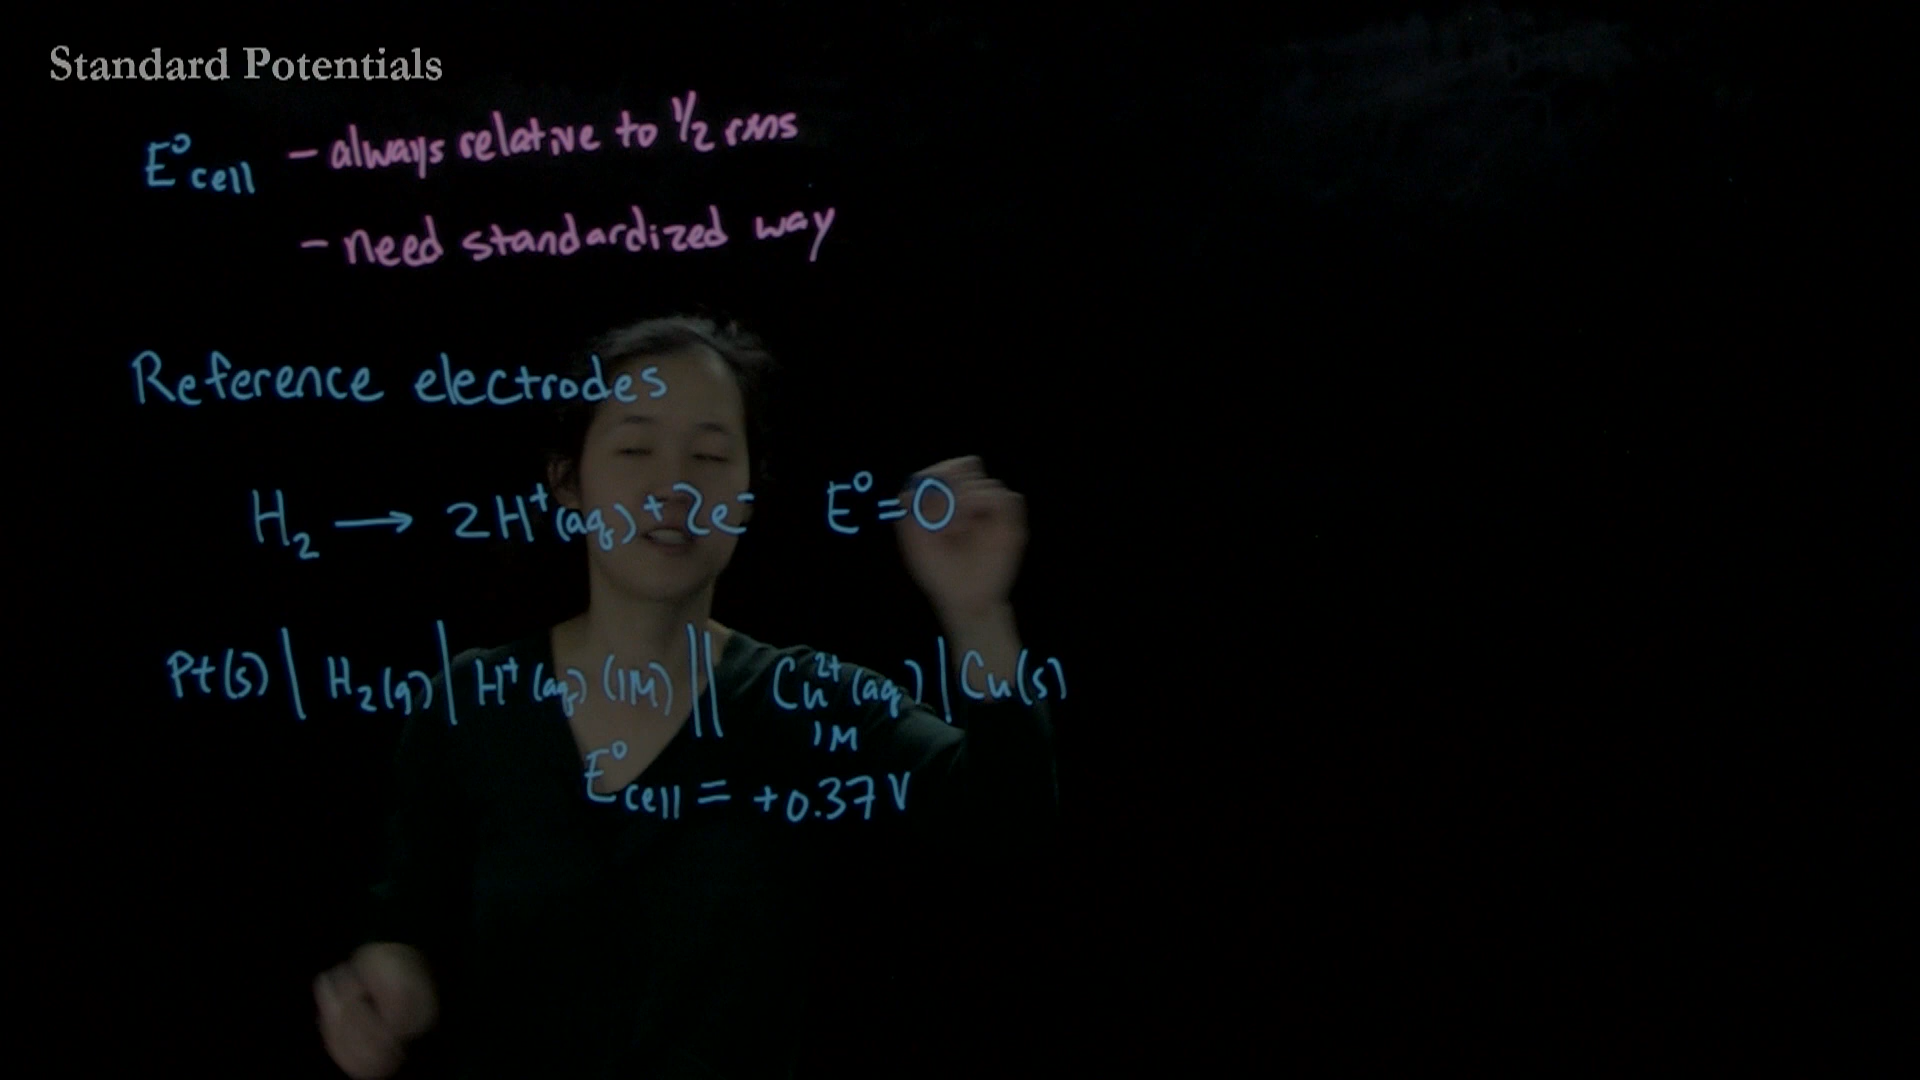 Standard Potentials
E°cell - always relative to 1/2 rxns
- need standardized way
Reference electrodes
H₂ → 2H⁺(aq) + 2e⁻ E° = 0
Pt(s) | H₂(g) | H⁺(aq) (1M) || Cu²⁺(aq) | Cu(s)
1M
E°cell = +0.37 V